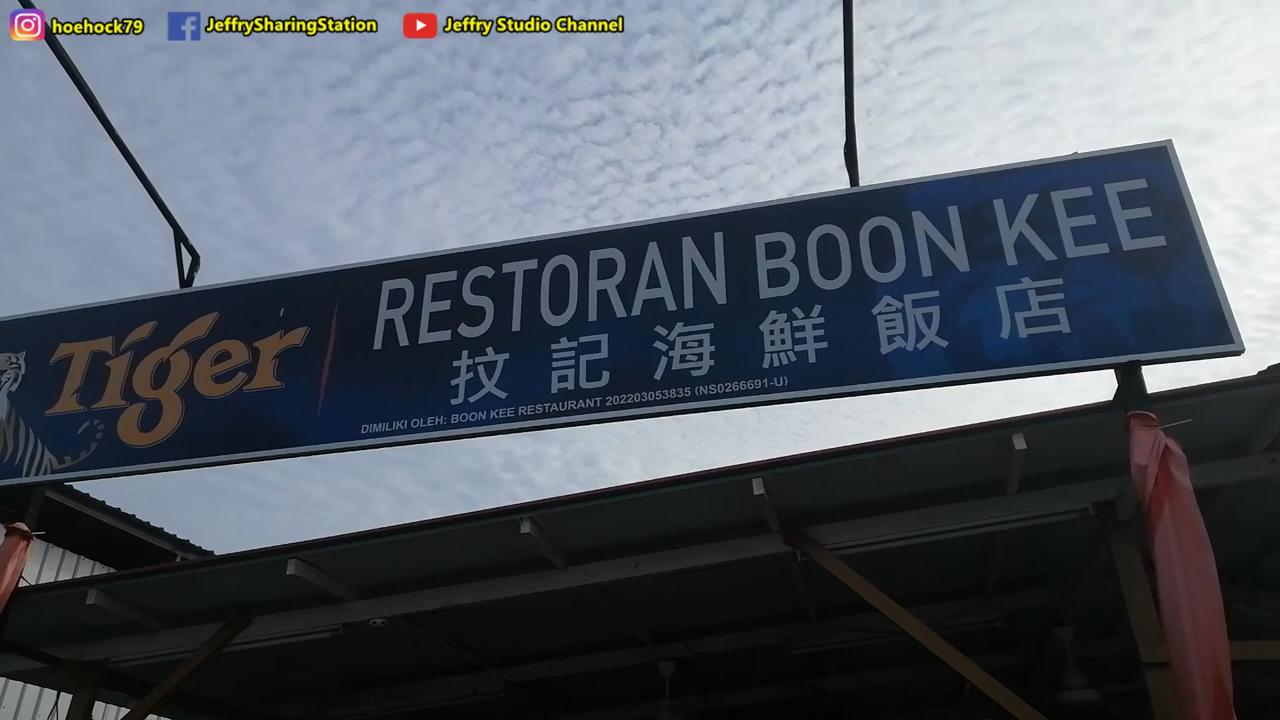 hoehock79 JeffrySharingStation Jeffry Studio Channel
Tiger
RESTORAN BOON KEE
抆記海鮮飯店
DIMILIKI OLEH: BOON KEE RESTAURANT 202203053835 (NS0266691-U)